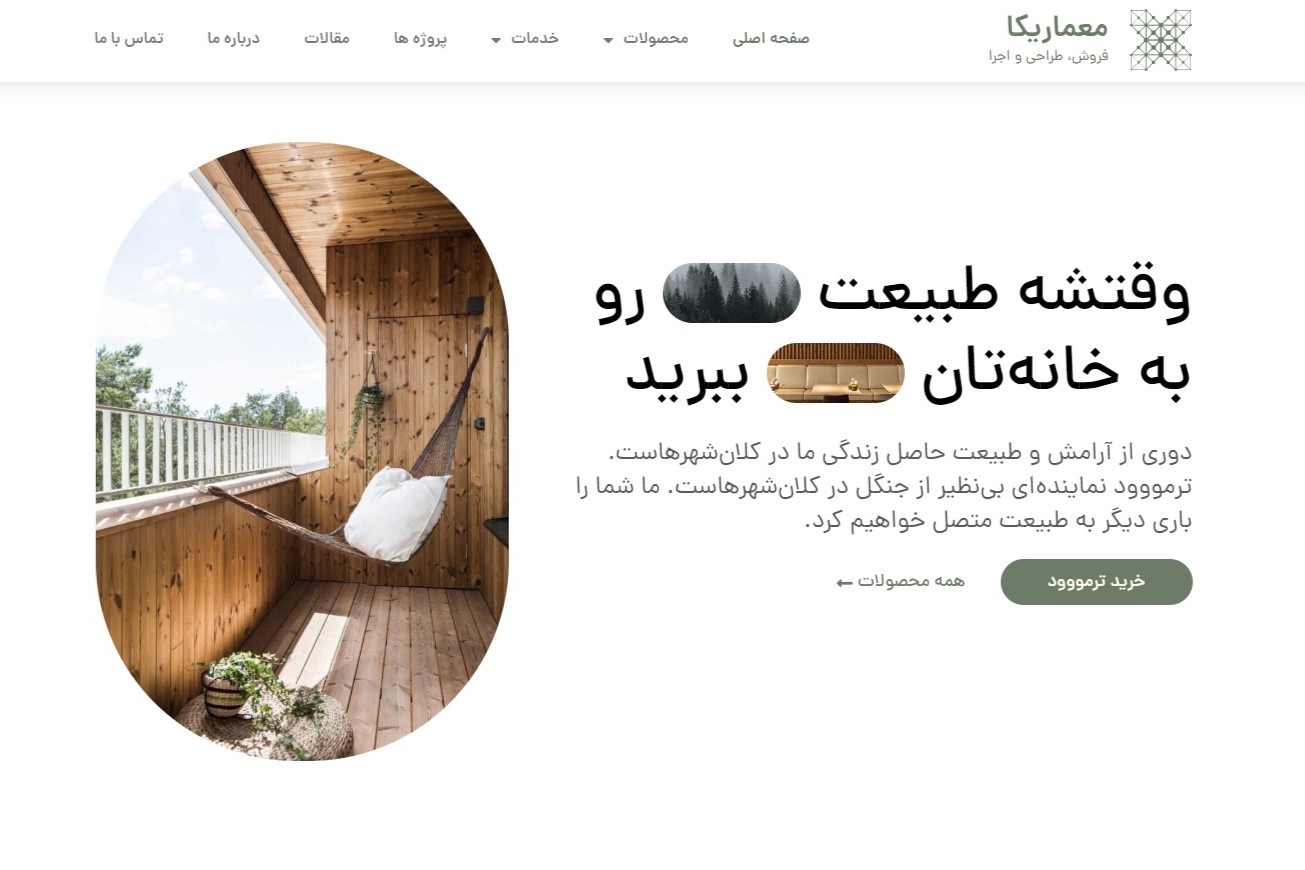 معماریکا
فروش، طراحی و اجرا
صفحه اصلی
محصولات
خدمات
پروژه ها
مقالات
درباره ما
تماس با ما
وقتشه طبیعت رو
به خانه‌تان ببرید
دوری از آرامش و طبیعت حاصل زندگی ما در کلان‌شهرهاست.
ترمووود نماینده‌ای بی‌نظیر از جنگل در کلان‌شهرهاست. ما شما را
باری دیگر به طبیعت متصل خواهیم کرد.
خرید ترمووود
همه محصولات